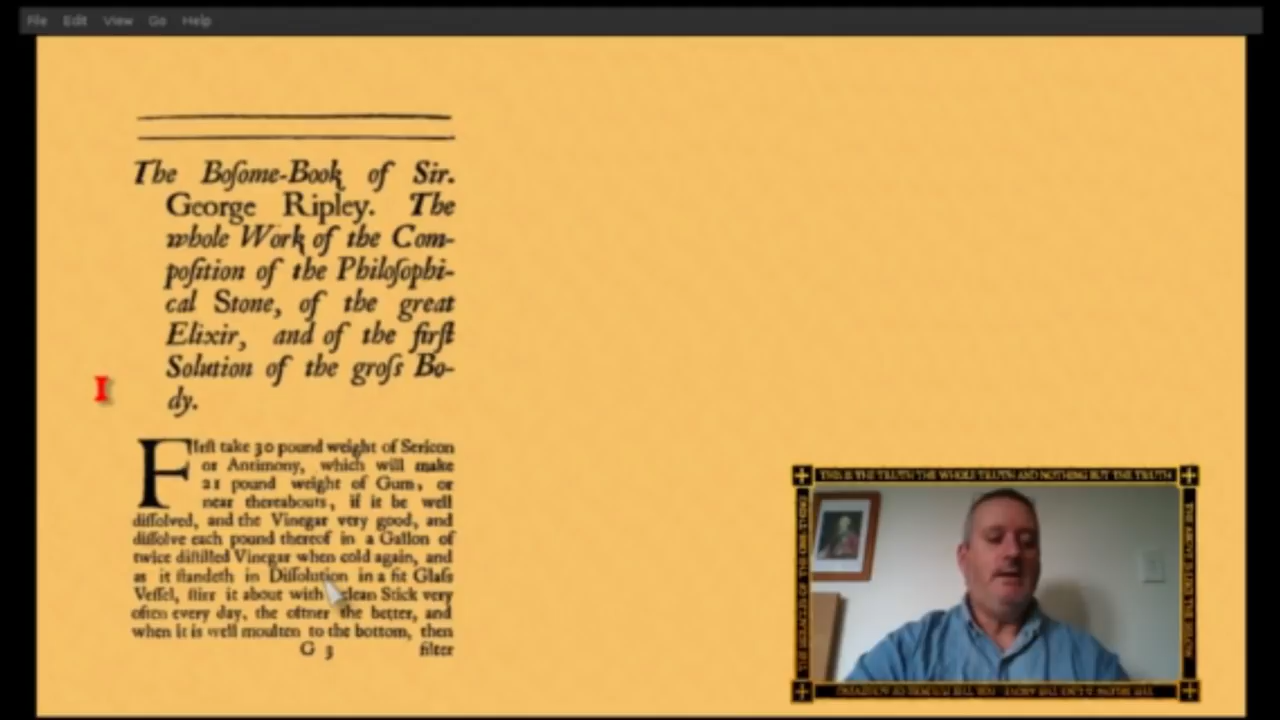 File Edit View Go Help
The Boſome-Book of Sir.
George Ripley. The
whole Work of the Com-
poſition of the Philoſophi-
cal Stone, of the great
Elixir, and of the firſt
Solution of the groſs Bo-
dy.
I
Firſt take 30 pound weight of Sericon
or Antimony, which will make
21 pound weight of Gum, or
near thereabouts, if it be well
diſſolved, and the Vinegar very good, and
diſſolve each pound thereof in a Gallon of
twice diſtilled Vinegar when cold again, and
as it ſtandeth in Diſſolution in a fit Glaſs
Veſſel, ſtirr it about with clean Stick very
often every day, the oftner the better, and
when it is well moulten to the bottom, then
G 3 filter
THIS IS THE TRUTH THE WHOLE TRUTH AND NOTHING BUT THE TRUTH
THE ABOVE IS LIKE THE BELOW